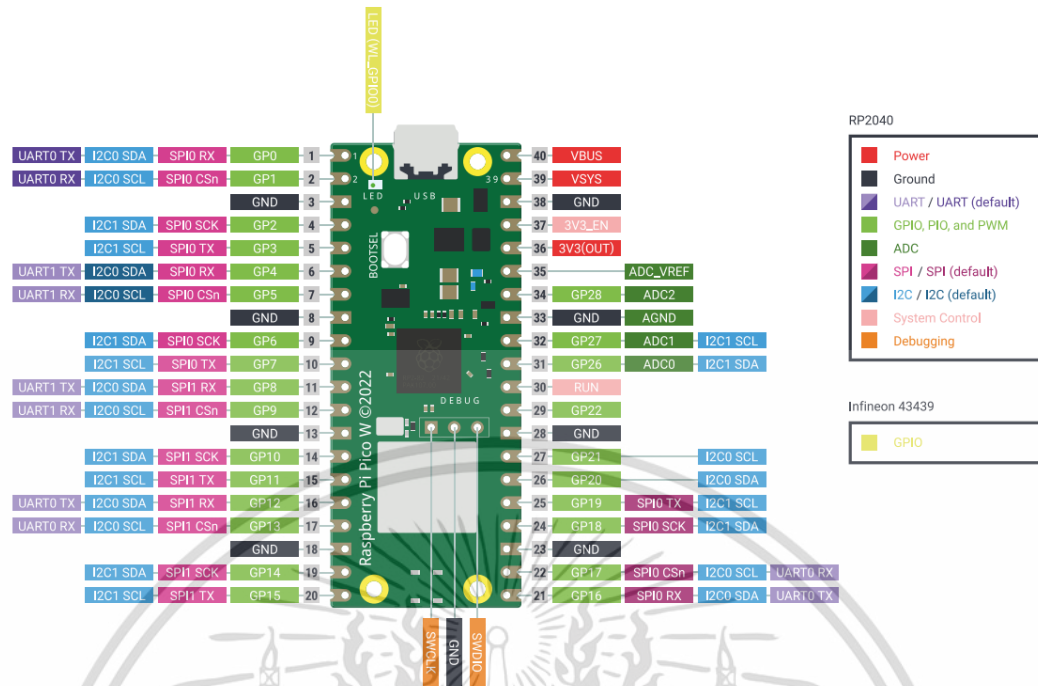 LED (WL_GPIO0)
UART0 TX I2C0 SDA SPI0 RX GP0 1 1 40 VBUS
UART0 RX I2C0 SCL SPI0 CSn GP1 2 2 39 39 VSYS
LED USB
GND 3 38 GND
I2C1 SDA SPI0 SCK GP2 4 37 3V3_EN
I2C1 SCL SPI0 TX GP3 5 BOOTSEL 36 3V3(OUT)
UART1 TX I2C0 SDA SPI0 RX GP4 6 35 ADC_VREF
UART1 RX I2C0 SCL SPI0 CSn GP5 7 34 GP28 ADC2
GND 8 33 GND AGND
I2C1 SDA SPI0 SCK GP6 9 32 GP27 ADC1 I2C1 SCL
I2C1 SCL SPI0 TX GP7 10 31 GP26 ADC0 I2C1 SDA
UART1 TX I2C0 SDA SPI1 RX GP8 11 30 RUN
DEBUG
UART1 RX I2C0 SCL SPI1 CSn GP9 12 29 GP22
GND 13 28 GND
I2C1 SDA SPI1 SCK GP10 14 27 GP21 I2C0 SCL
I2C1 SCL SPI1 TX GP11 15 26 GP20 I2C0 SDA
UART0 TX I2C0 SDA SPI1 RX GP12 16 25 GP19 SPI0 TX I2C1 SCL
UART0 RX I2C0 SCL SPI1 CSn GP13 17 24 GP18 SPI0 SCK I2C1 SDA
GND 18 23 GND
I2C1 SDA SPI1 SCK GP14 19 22 GP17 SPI0 CSn I2C0 SCL UART0 RX
I2C1 SCL SPI1 TX GP15 20 21 GP16 SPI0 RX I2C0 SDA UART0 TX
Raspberry Pi Pico W ©2022
SWCLK
GND
SWDIO
RP2040
Power
Ground
UART / UART (default)
GPIO, PIO, and PWM
ADC
SPI / SPI (default)
I2C / I2C (default)
System Control
Debugging
Infineon 43439
GPIO